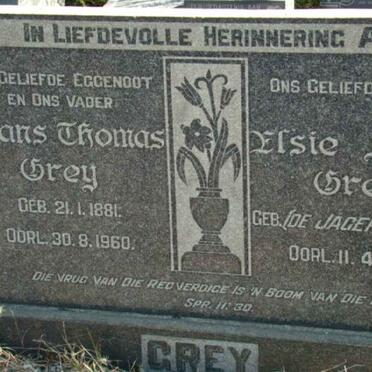 In Liefdevolle Herinnering A
Geliefde Eggenoot
en Ons Vader
ans Thomas
Grey
Geb. 21.1.1881.
Oorl. 30.8.1960.
Ons Gelief
Elsie
Gre
Geb. (de Jager
Oorl. 11.4
Die vrug van die regverdige is 'n boom van die
Spr. 11:30
GREY